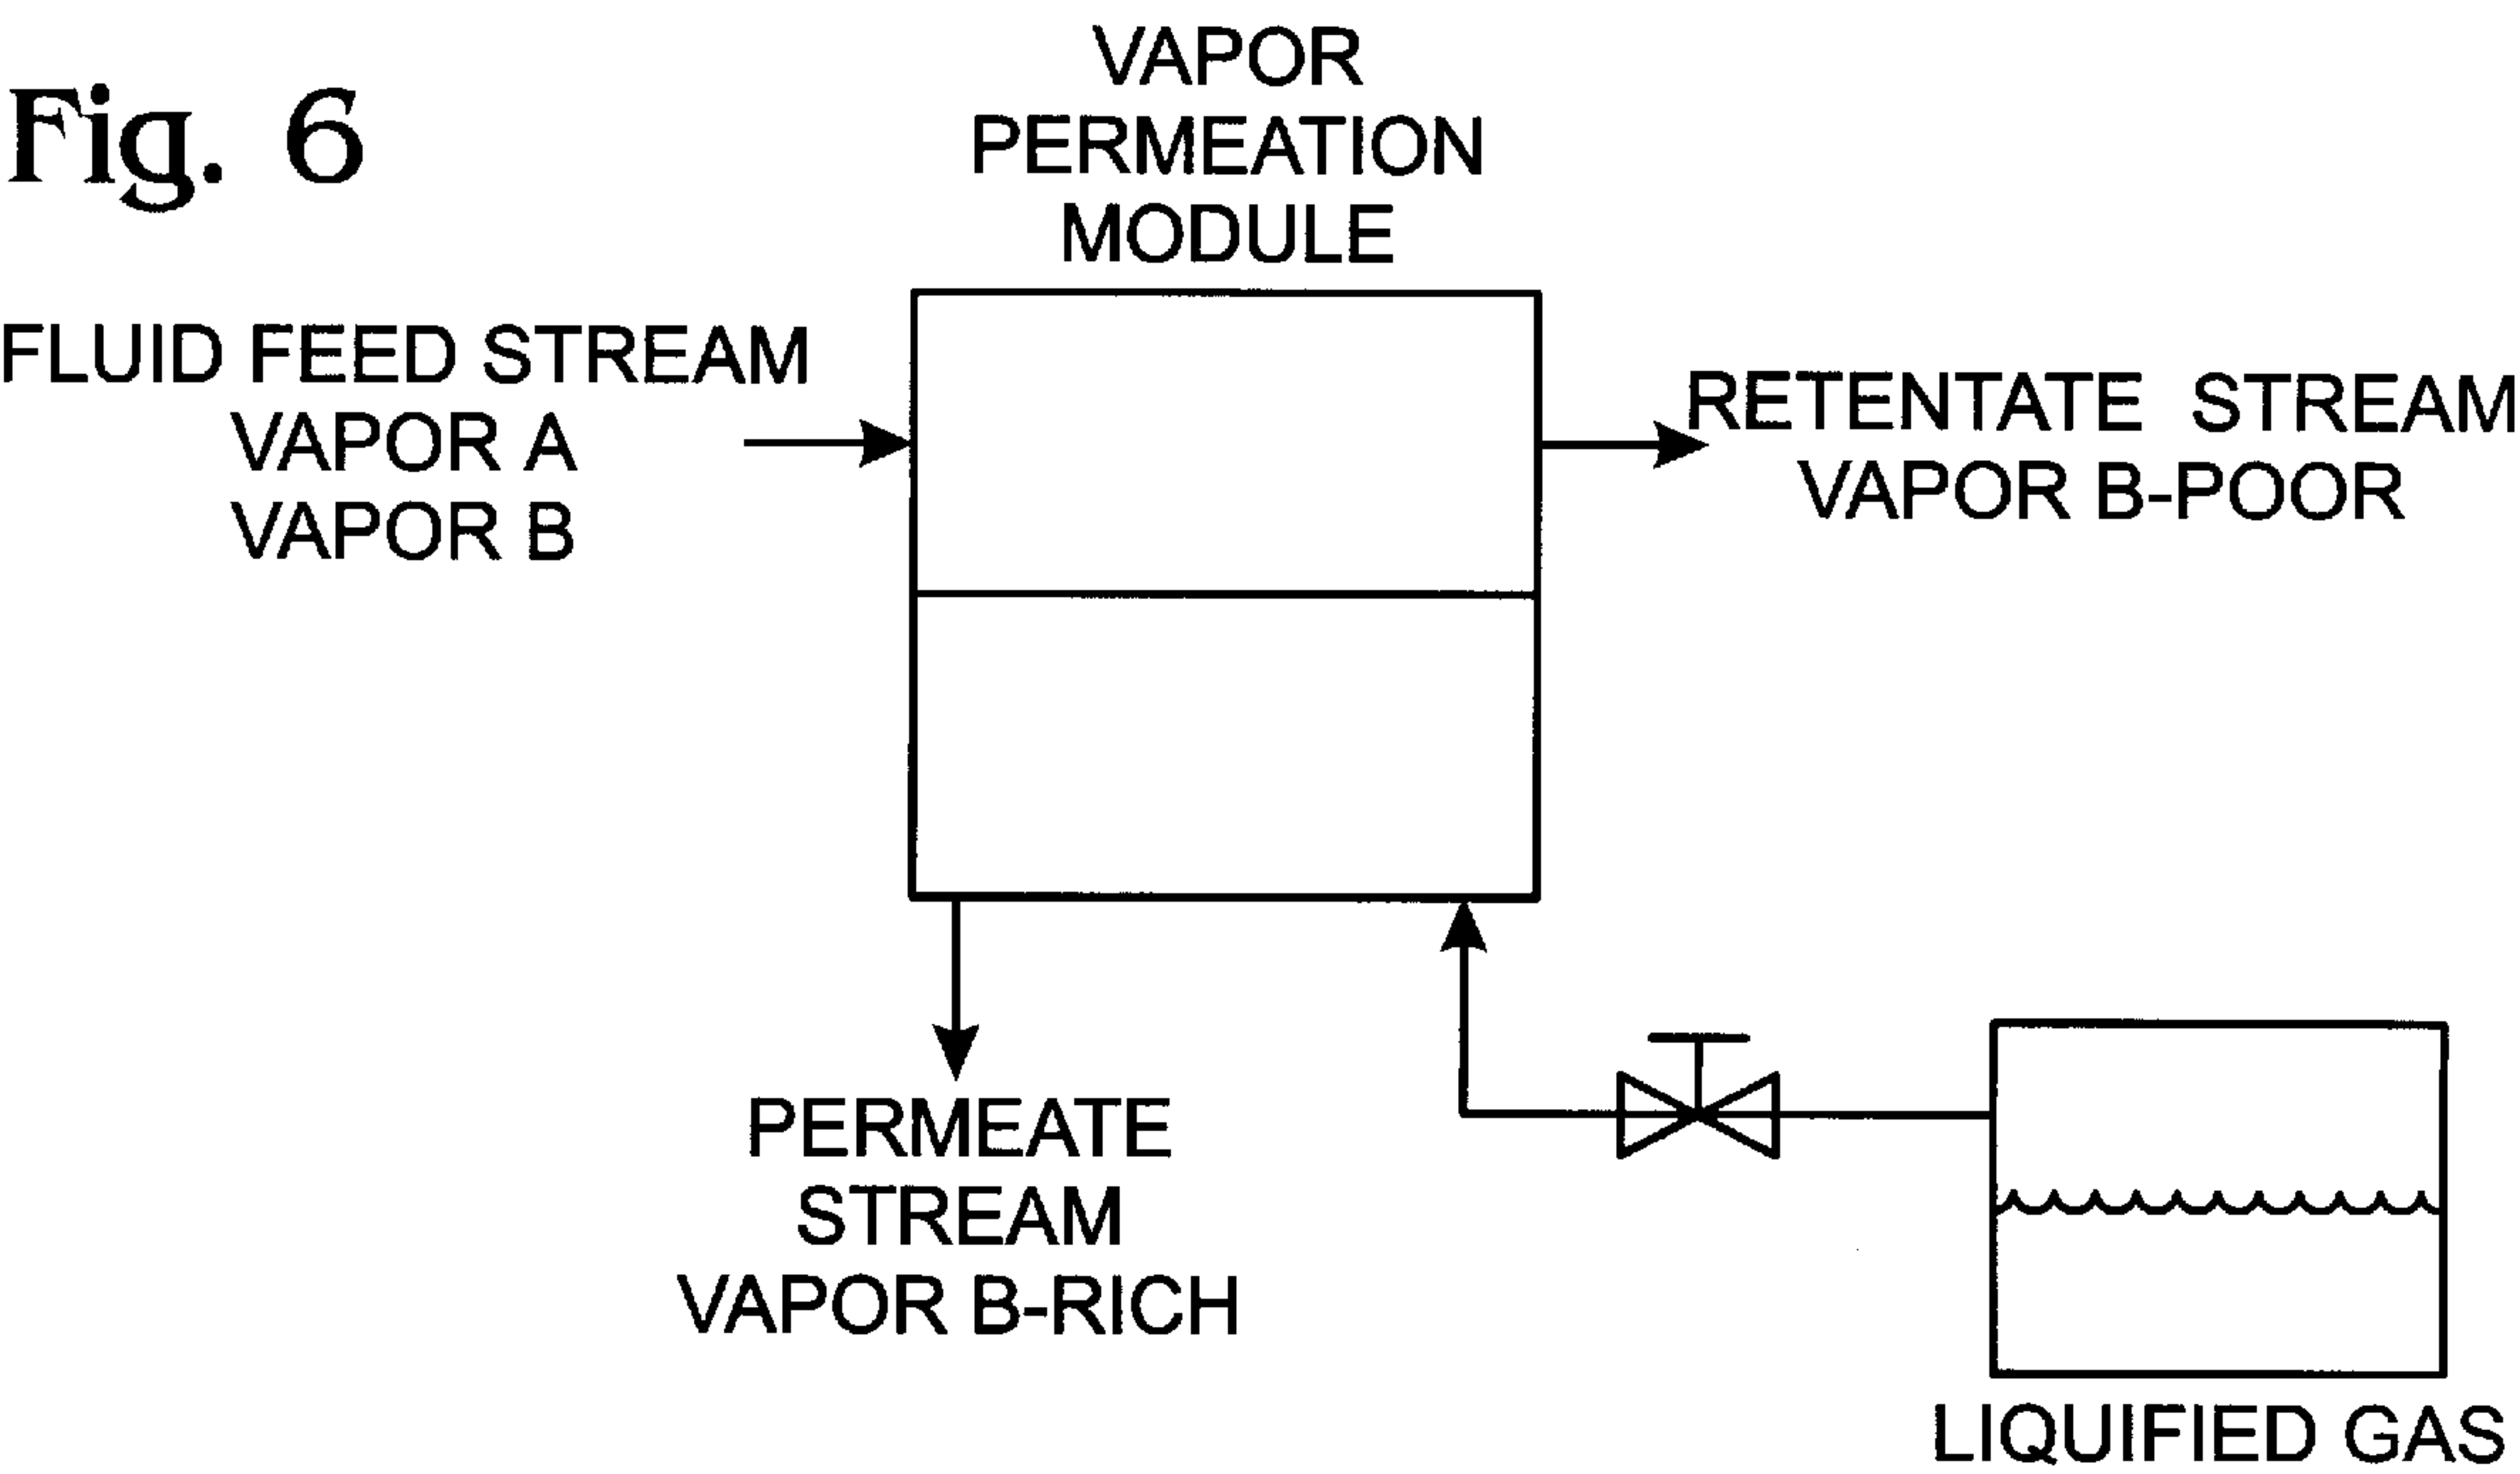 Fig. 6
VAPOR
PERMEATION
MODULE
FLUID FEED STREAM
VAPOR A
VAPOR B
RETENTATE STREAM
VAPOR B-POOR
PERMEATE
STREAM
VAPOR B-RICH
LIQUIFIED GAS